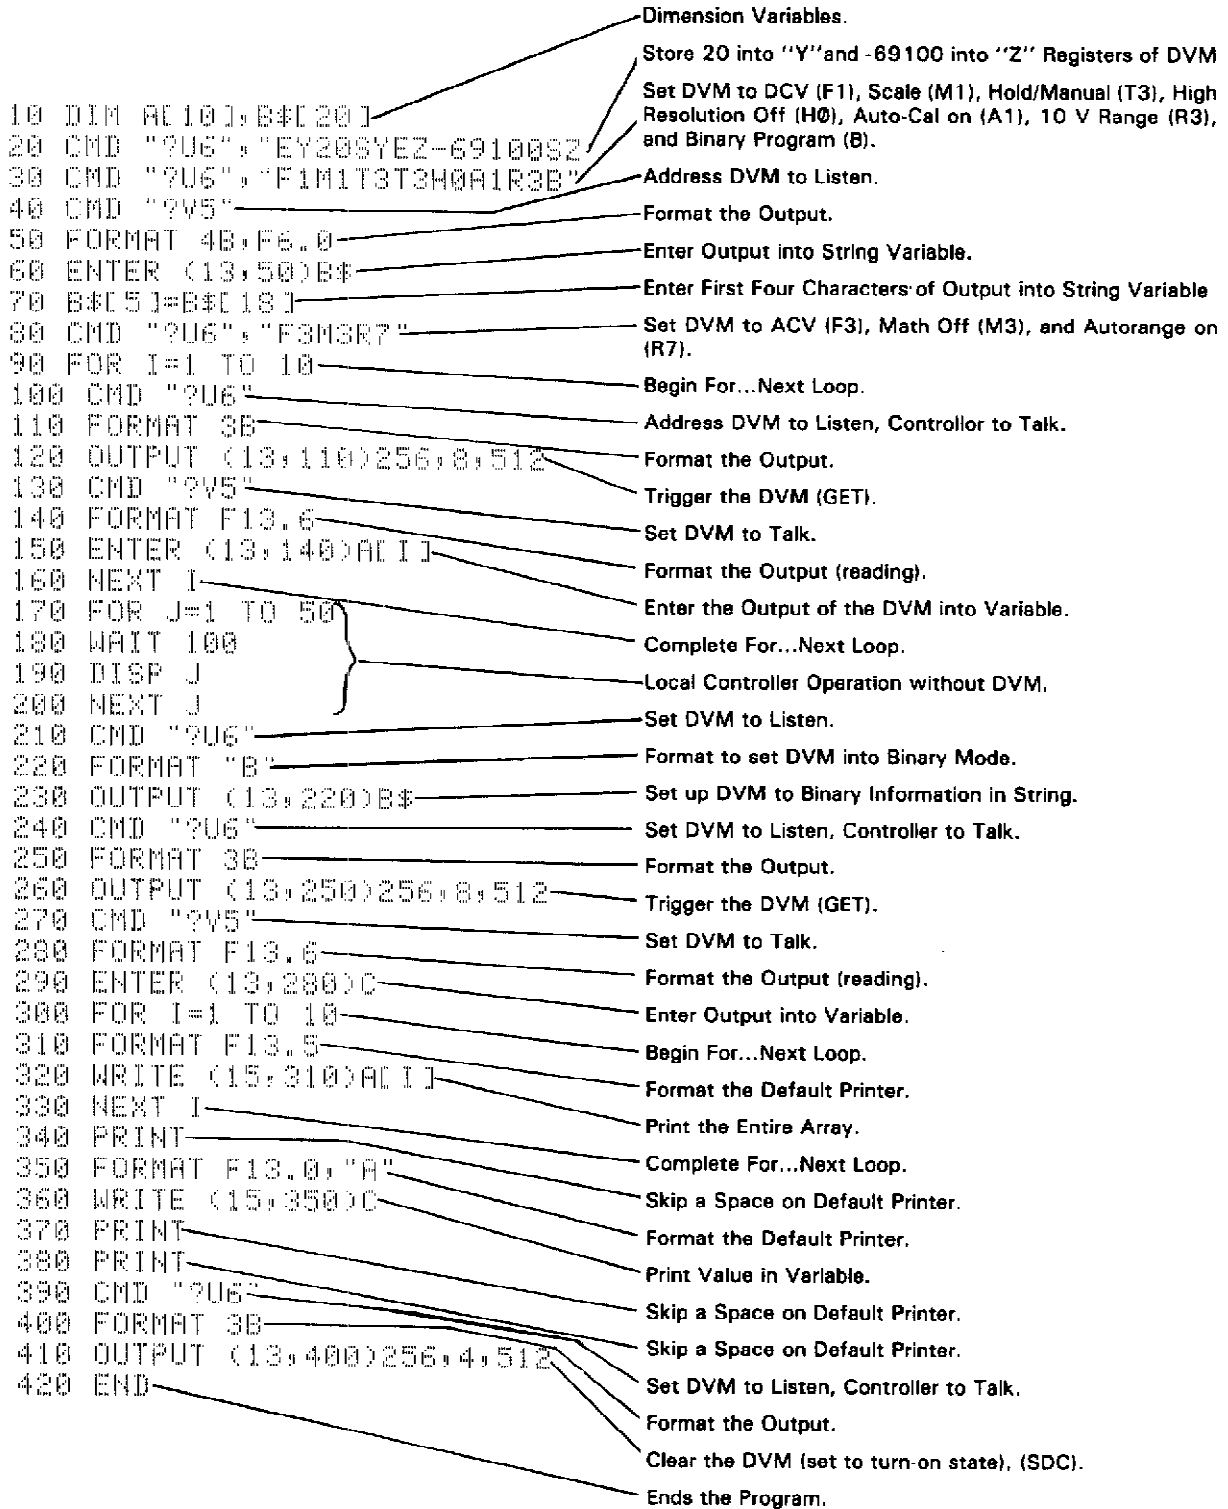 10 DIM A[10],B$[20]
20 CMD "?U6","EY20SYEZ-69100SZ
30 CMD "?U6","F1M1T3T3H0A1R3B"
40 CMD "?V5"
50 FORMAT 4B,F6.0
60 ENTER (13,50)B$
70 B$[5]=B$[18]
80 CMD "?U6","F3M3R7"
90 FOR I=1 TO 10
100 CMD "?U6"
110 FORMAT 3B
120 OUTPUT (13,110)256,8,512
130 CMD "?V5"
140 FORMAT F13.6
150 ENTER (13,140)A[I]
160 NEXT I
170 FOR J=1 TO 50
180 WAIT 100
190 DISP J
200 NEXT J
210 CMD "?U6"
220 FORMAT "B"
230 OUTPUT (13,220)B$
240 CMD "?U6"
250 FORMAT 3B
260 OUTPUT (13,250)256,8,512
270 CMD "?V5"
280 FORMAT F13.6
290 ENTER (13,280)C
300 FOR I=1 TO 10
310 FORMAT F13.5
320 WRITE (15,310)A[I]
330 NEXT I
340 PRINT
350 FORMAT F13.0,"A"
360 WRITE (15,350)C
370 PRINT
380 PRINT
390 CMD "?U6"
400 FORMAT 3B
410 OUTPUT (13,400)256,4,512
420 END
Dimension Variables.
Store 20 into "Y"and -69100 into "Z" Registers of DVM
Set DVM to DCV (F1), Scale (M1), Hold/Manual (T3), High
Resolution Off (H0), Auto-Cal on (A1), 10 V Range (R3),
and Binary Program (B).
Address DVM to Listen.
Format the Output.
Enter Output into String Variable.
Enter First Four Characters of Output into String Variable
Set DVM to ACV (F3), Math Off (M3), and Autorange on
(R7).
Begin For...Next Loop.
Address DVM to Listen, Controllor to Talk.
Format the Output.
Trigger the DVM (GET).
Set DVM to Talk.
Format the Output (reading).
Enter the Output of the DVM into Variable.
Complete For...Next Loop.
Local Controller Operation without DVM.
Set DVM to Listen.
Format to set DVM into Binary Mode.
Set up DVM to Binary Information in String.
Set DVM to Listen, Controller to Talk.
Format the Output.
Trigger the DVM (GET).
Set DVM to Talk.
Format the Output (reading).
Enter Output into Variable.
Begin For...Next Loop.
Format the Default Printer.
Print the Entire Array.
Complete For...Next Loop.
Skip a Space on Default Printer.
Format the Default Printer.
Print Value in Variable.
Skip a Space on Default Printer.
Skip a Space on Default Printer.
Set DVM to Listen, Controller to Talk.
Format the Output.
Clear the DVM (set to turn-on state), (SDC).
Ends the Program.